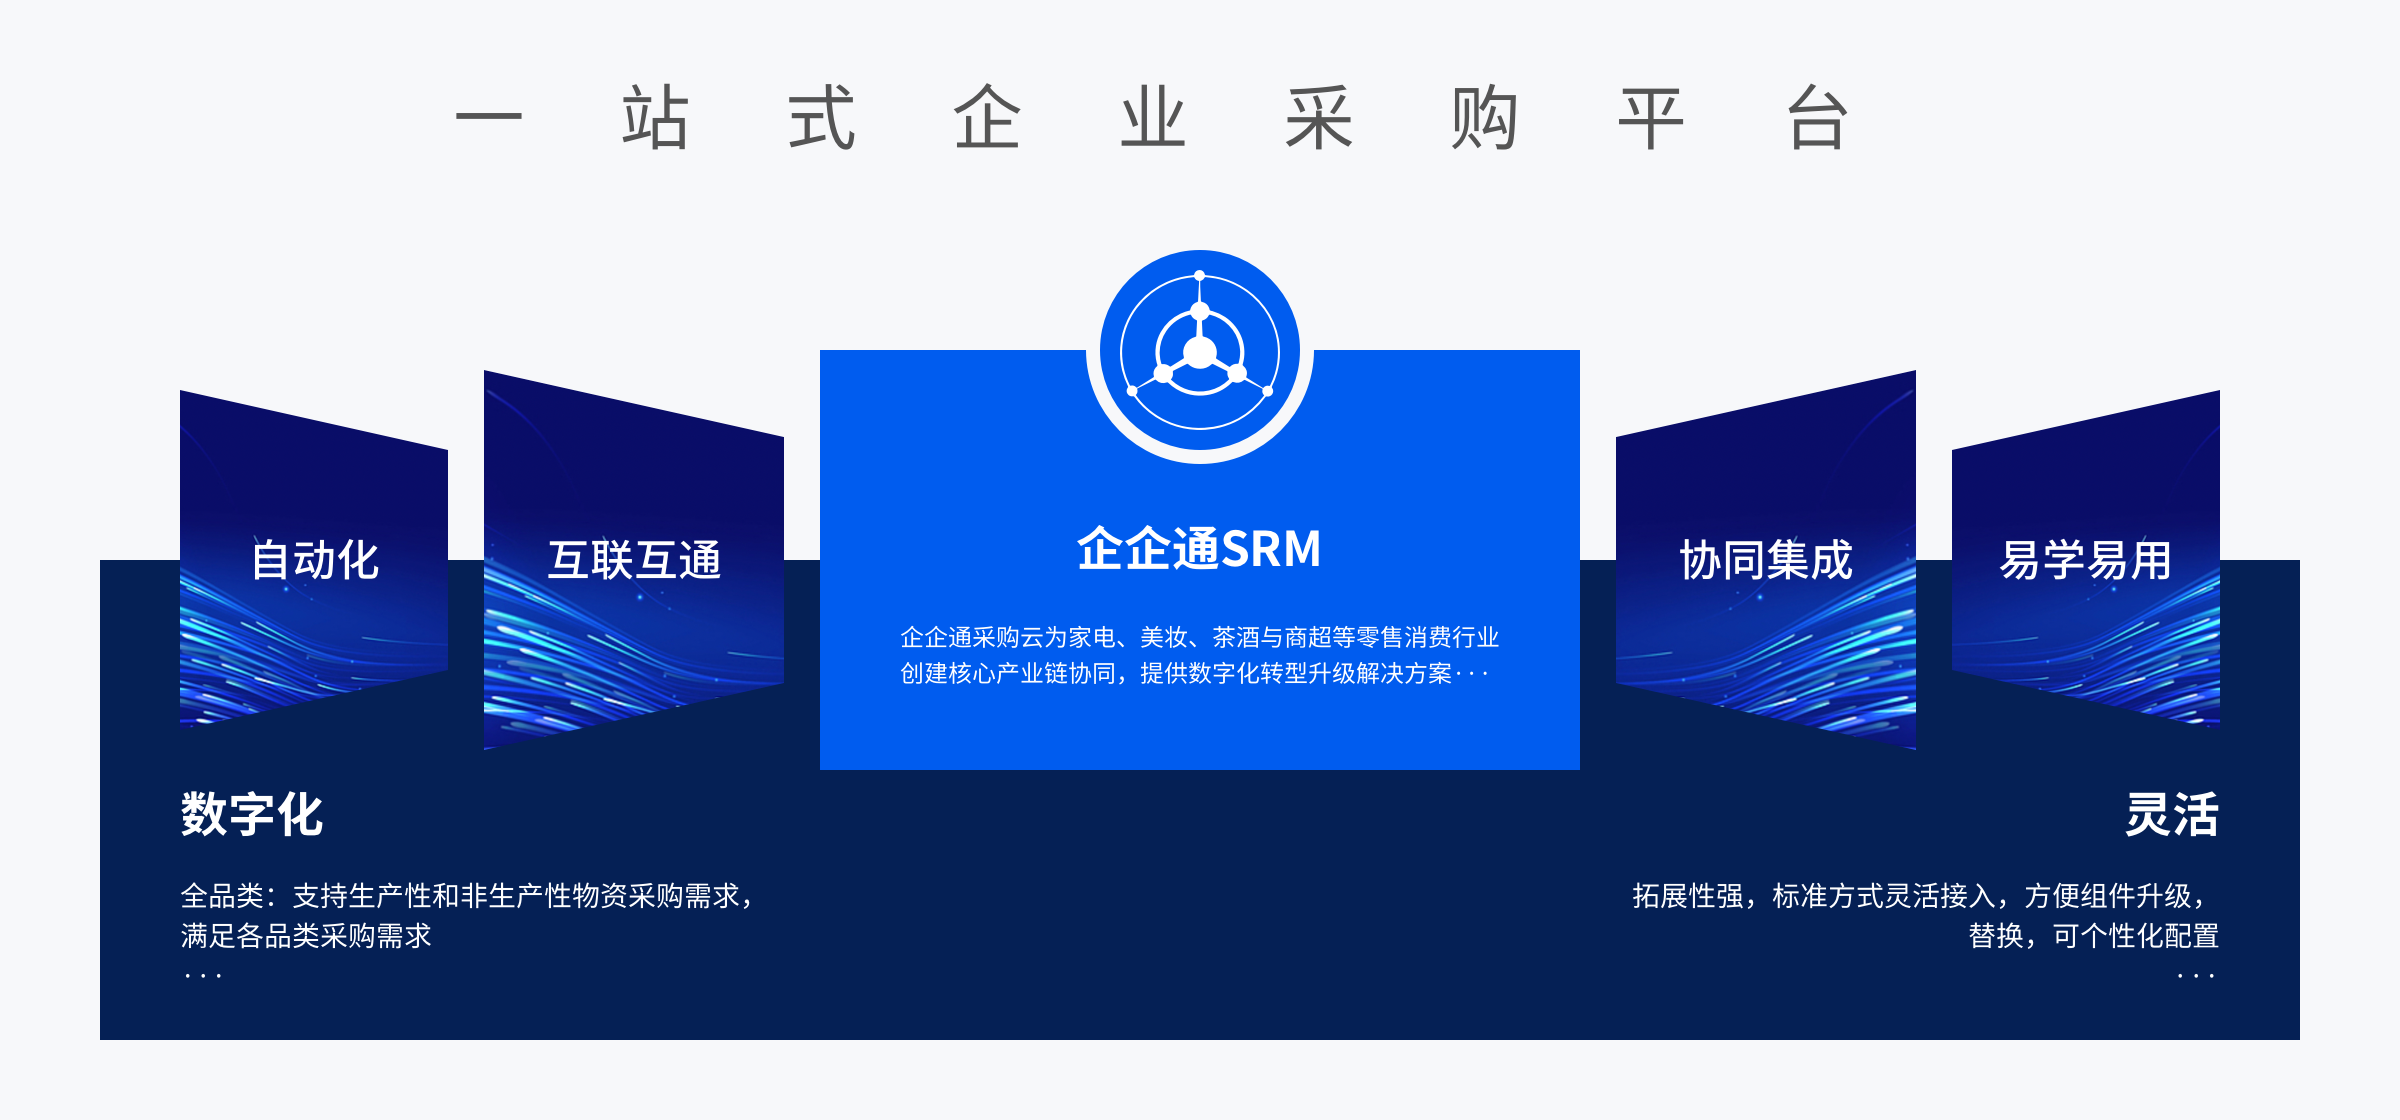 一站式企业采购平台
自动化
互联互通
企企通SRM
企企通采购云为家电、美妆、茶酒与商超等零售消费行业
创建核心产业链协同，提供数字化转型升级解决方案···
协同集成
易学易用
数字化
全品类：支持生产性和非生产性物资采购需求，
满足各品类采购需求
···
灵活
拓展性强，标准方式灵活接入，方便组件升级，
替换，可个性化配置
···